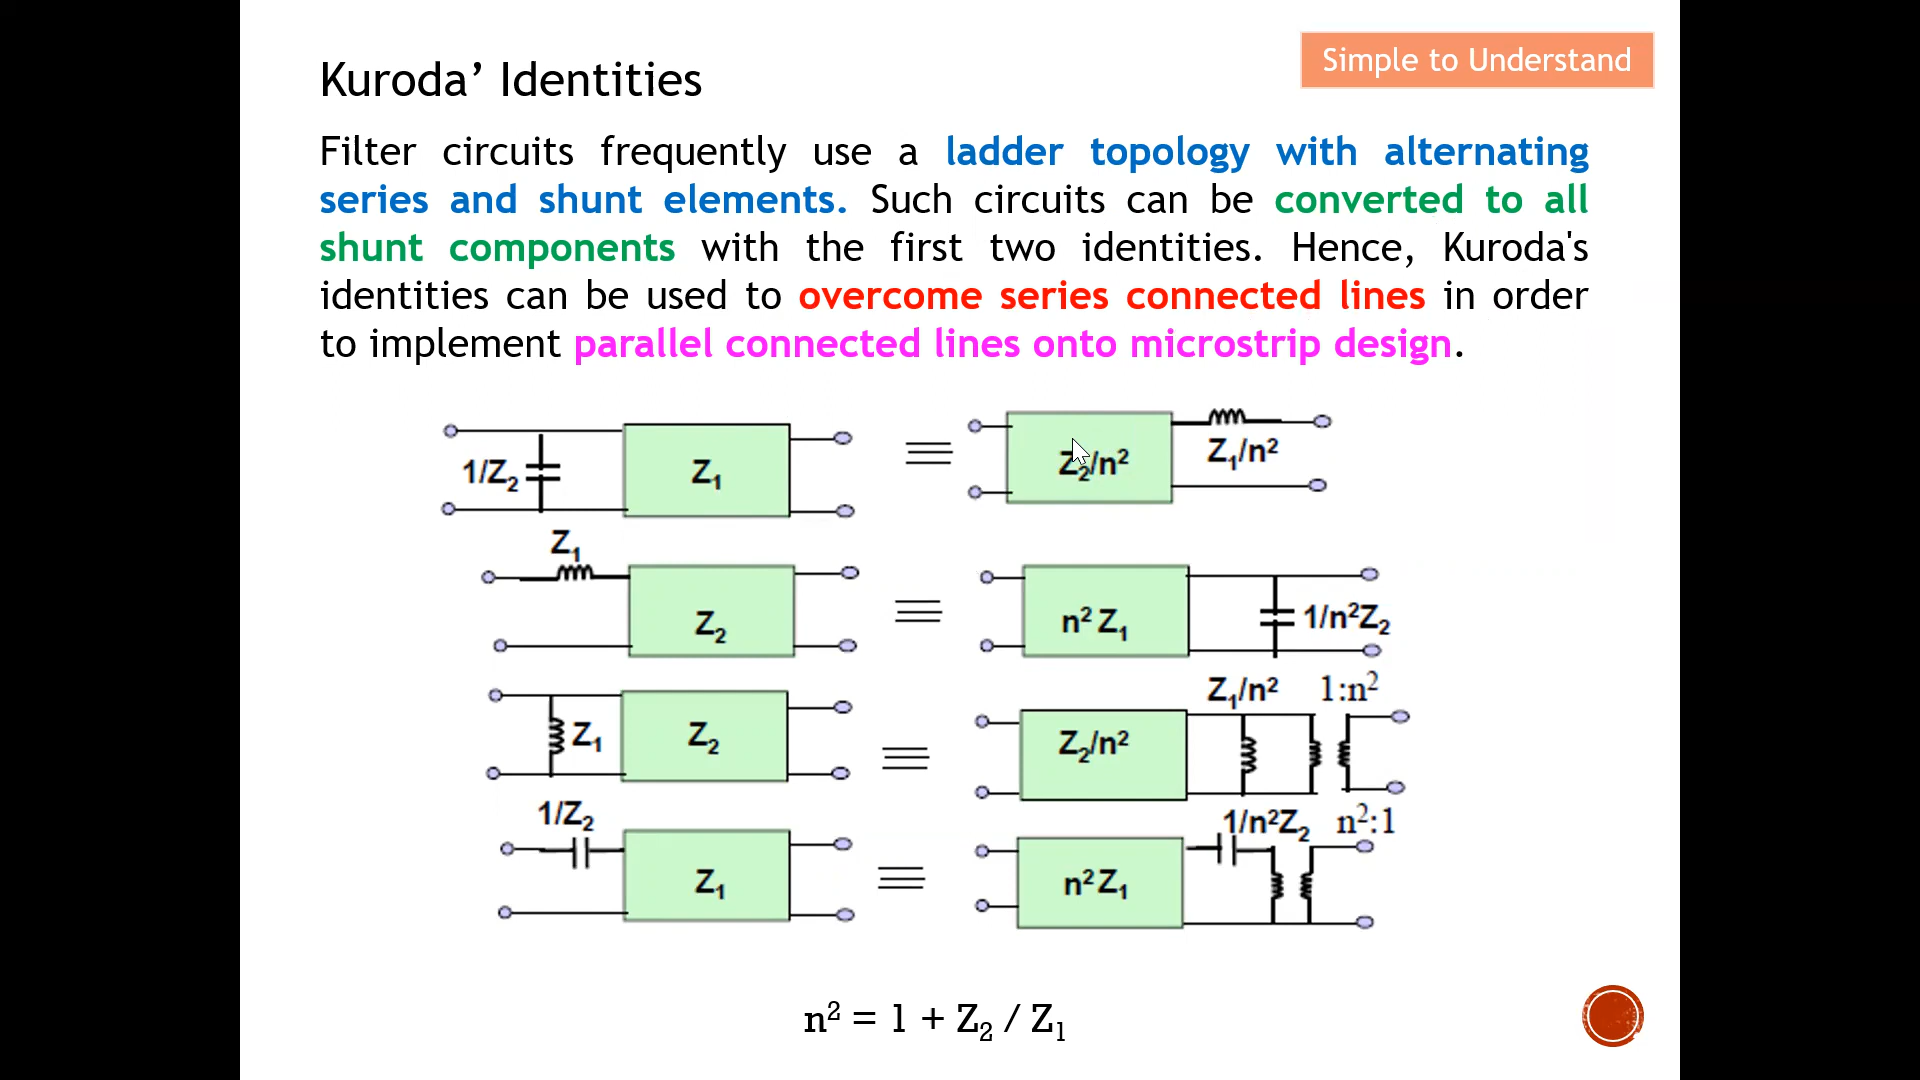 Simple to Understand
Kuroda’ Identities
Filter circuits frequently use a ladder topology with alternating
series and shunt elements. Such circuits can be converted to all
shunt components with the first two identities. Hence, Kuroda's
identities can be used to overcome series connected lines in order
to implement parallel connected lines onto microstrip design.
1/Z₂ Z₁ Z₂/n² Z₁/n²
Z₁
Z₂ n² Z₁ 1/n²Z₂
Z₁/n² 1:n²
Z₁ Z₂ Z₂/n²
1/Z₂ 1/n²Z₂ n²:1
Z₁ n² Z₁
n² = 1 + Z₂ / Z₁